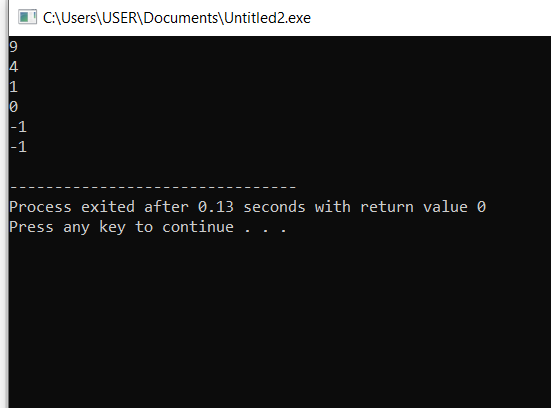 C:\Users\USER\Documents\Untitled2.exe
9
4
1
0
-1
-1
--------------------------------
Process exited after 0.13 seconds with return value 0
Press any key to continue . . .